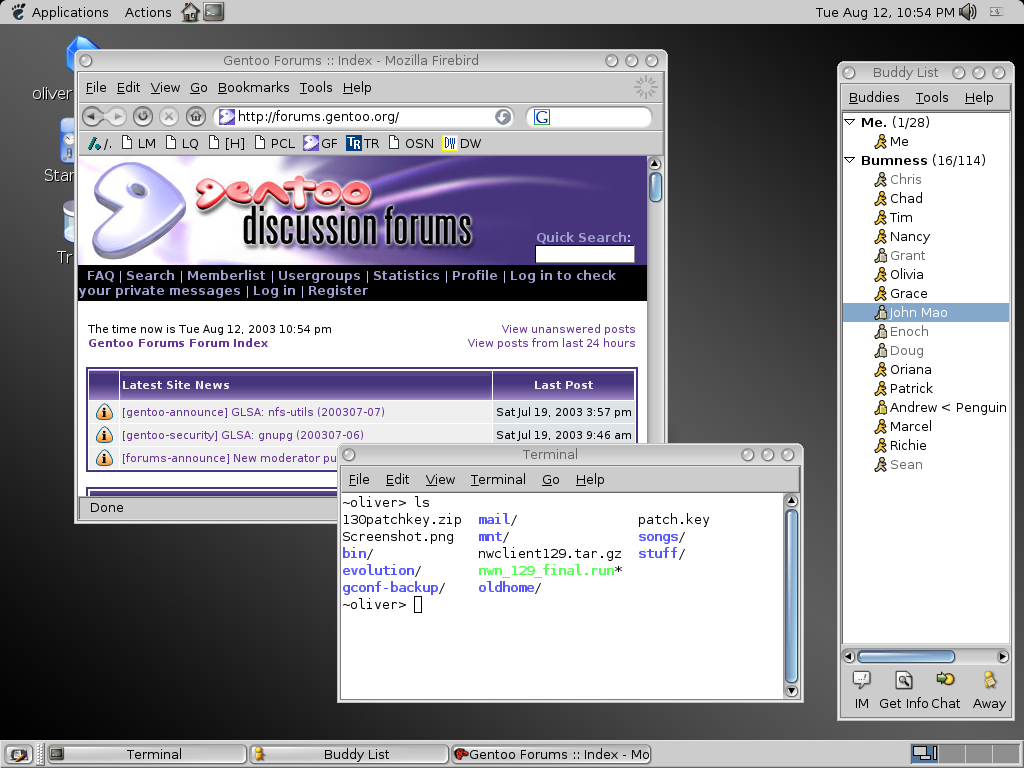 Applications Actions Tue Aug 12, 10:54 PM
oliver
Star
Tr
Gentoo Forums :: Index - Mozilla Firebird
File Edit View Go Bookmarks Tools Help
http://forums.gentoo.org/ G
/. LM LQ [H] PCL GF TR TR OSN DW DW
gentoo
discussion forums
Quick Search:
FAQ | Search | Memberlist | Usergroups | Statistics | Profile | Log in to check
your private messages | Log in | Register
The time now is Tue Aug 12, 2003 10:54 pm View unanswered posts
Gentoo Forums Forum Index View posts from last 24 hours
Latest Site News Last Post
[gentoo-announce] GLSA: nfs-utils (200307-07) Sat Jul 19, 2003 3:57 pm
[gentoo-security] GLSA: gnupg (200307-06) Sat Jul 19, 2003 9:46 am
[forums-announce] New moderator pu
Done
Terminal
File Edit View Terminal Go Help
~oliver> ls
130patchkey.zip mail/ patch.key
Screenshot.png mnt/ songs/
bin/ nwclient129.tar.gz stuff/
evolution/ nwn_129_final.run*
gconf-backup/ oldhome/
~oliver>
Buddy List
Buddies Tools Help
Me. (1/28)
Me
Bumness (16/114)
Chris
Chad
Tim
Nancy
Grant
Olivia
Grace
John Mao
Enoch
Doug
Oriana
Patrick
Andrew < Penguin
Marcel
Richie
Sean
IM Get Info Chat Away
Terminal Buddy List Gentoo Forums :: Index - Mo